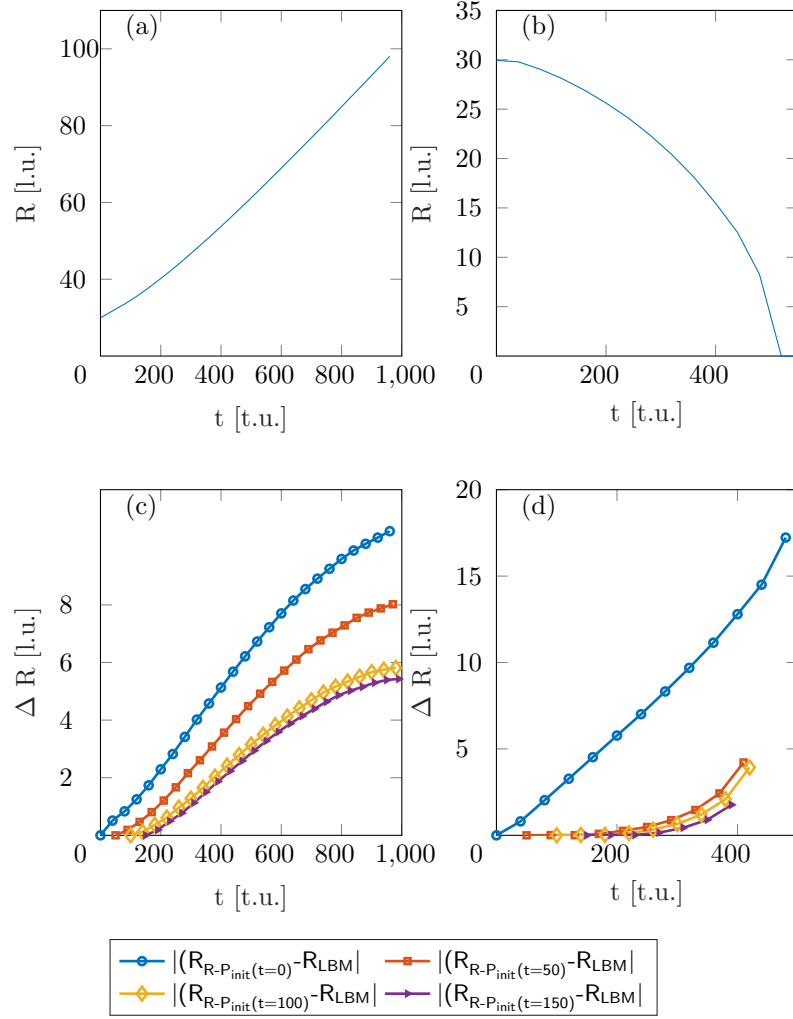 (a)
100
80
60
40
0
200
400
600
800
1,000
R [l.u.]
t [t.u.]
(b)
35
30
25
20
15
10
5
0
200
400
R [l.u.]
t [t.u.]
(c)
8
6
4
2
0
200
400
600
800
1,000
Δ R [l.u.]
t [t.u.]
(d)
20
15
10
5
0
200
400
Δ R [l.u.]
t [t.u.]
|(R_{R-P_{init}(t=0)}-R_{LBM}| |(R_{R-P_{init}(t=50)}-R_{LBM}|
|(R_{R-P_{init}(t=100)}-R_{LBM}| |(R_{R-P_{init}(t=150)}-R_{LBM}|